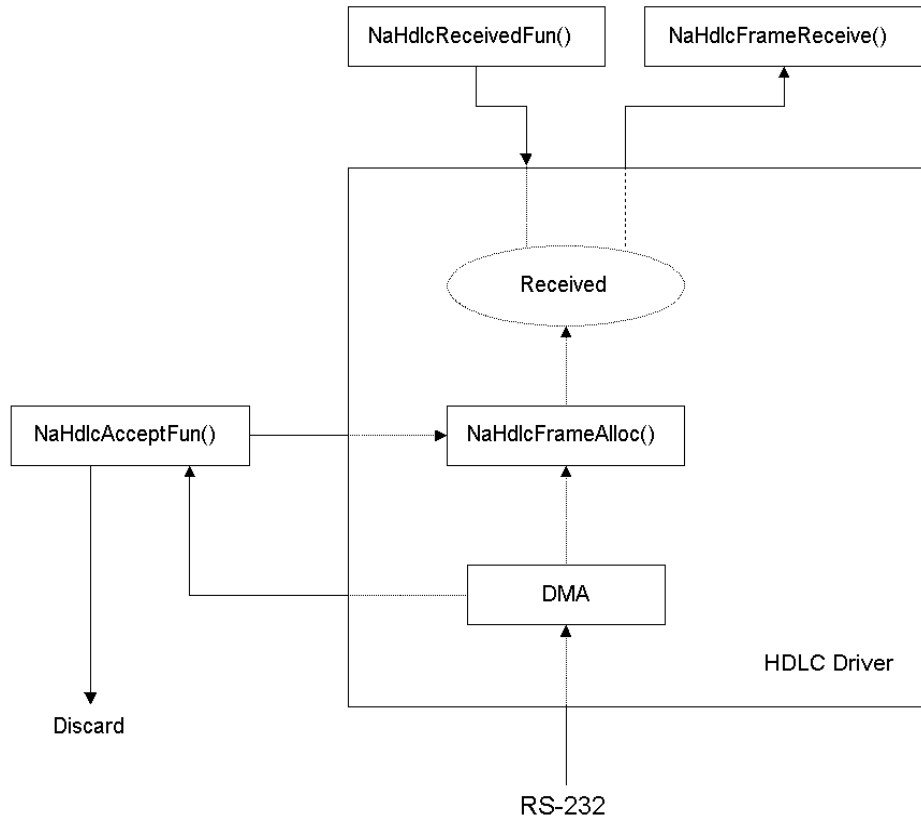 NaHdlcReceivedFun()
NaHdlcFrameReceive()
Received
NaHdlcAcceptFun()
NaHdlcFrameAlloc()
DMA
HDLC Driver
Discard
RS-232